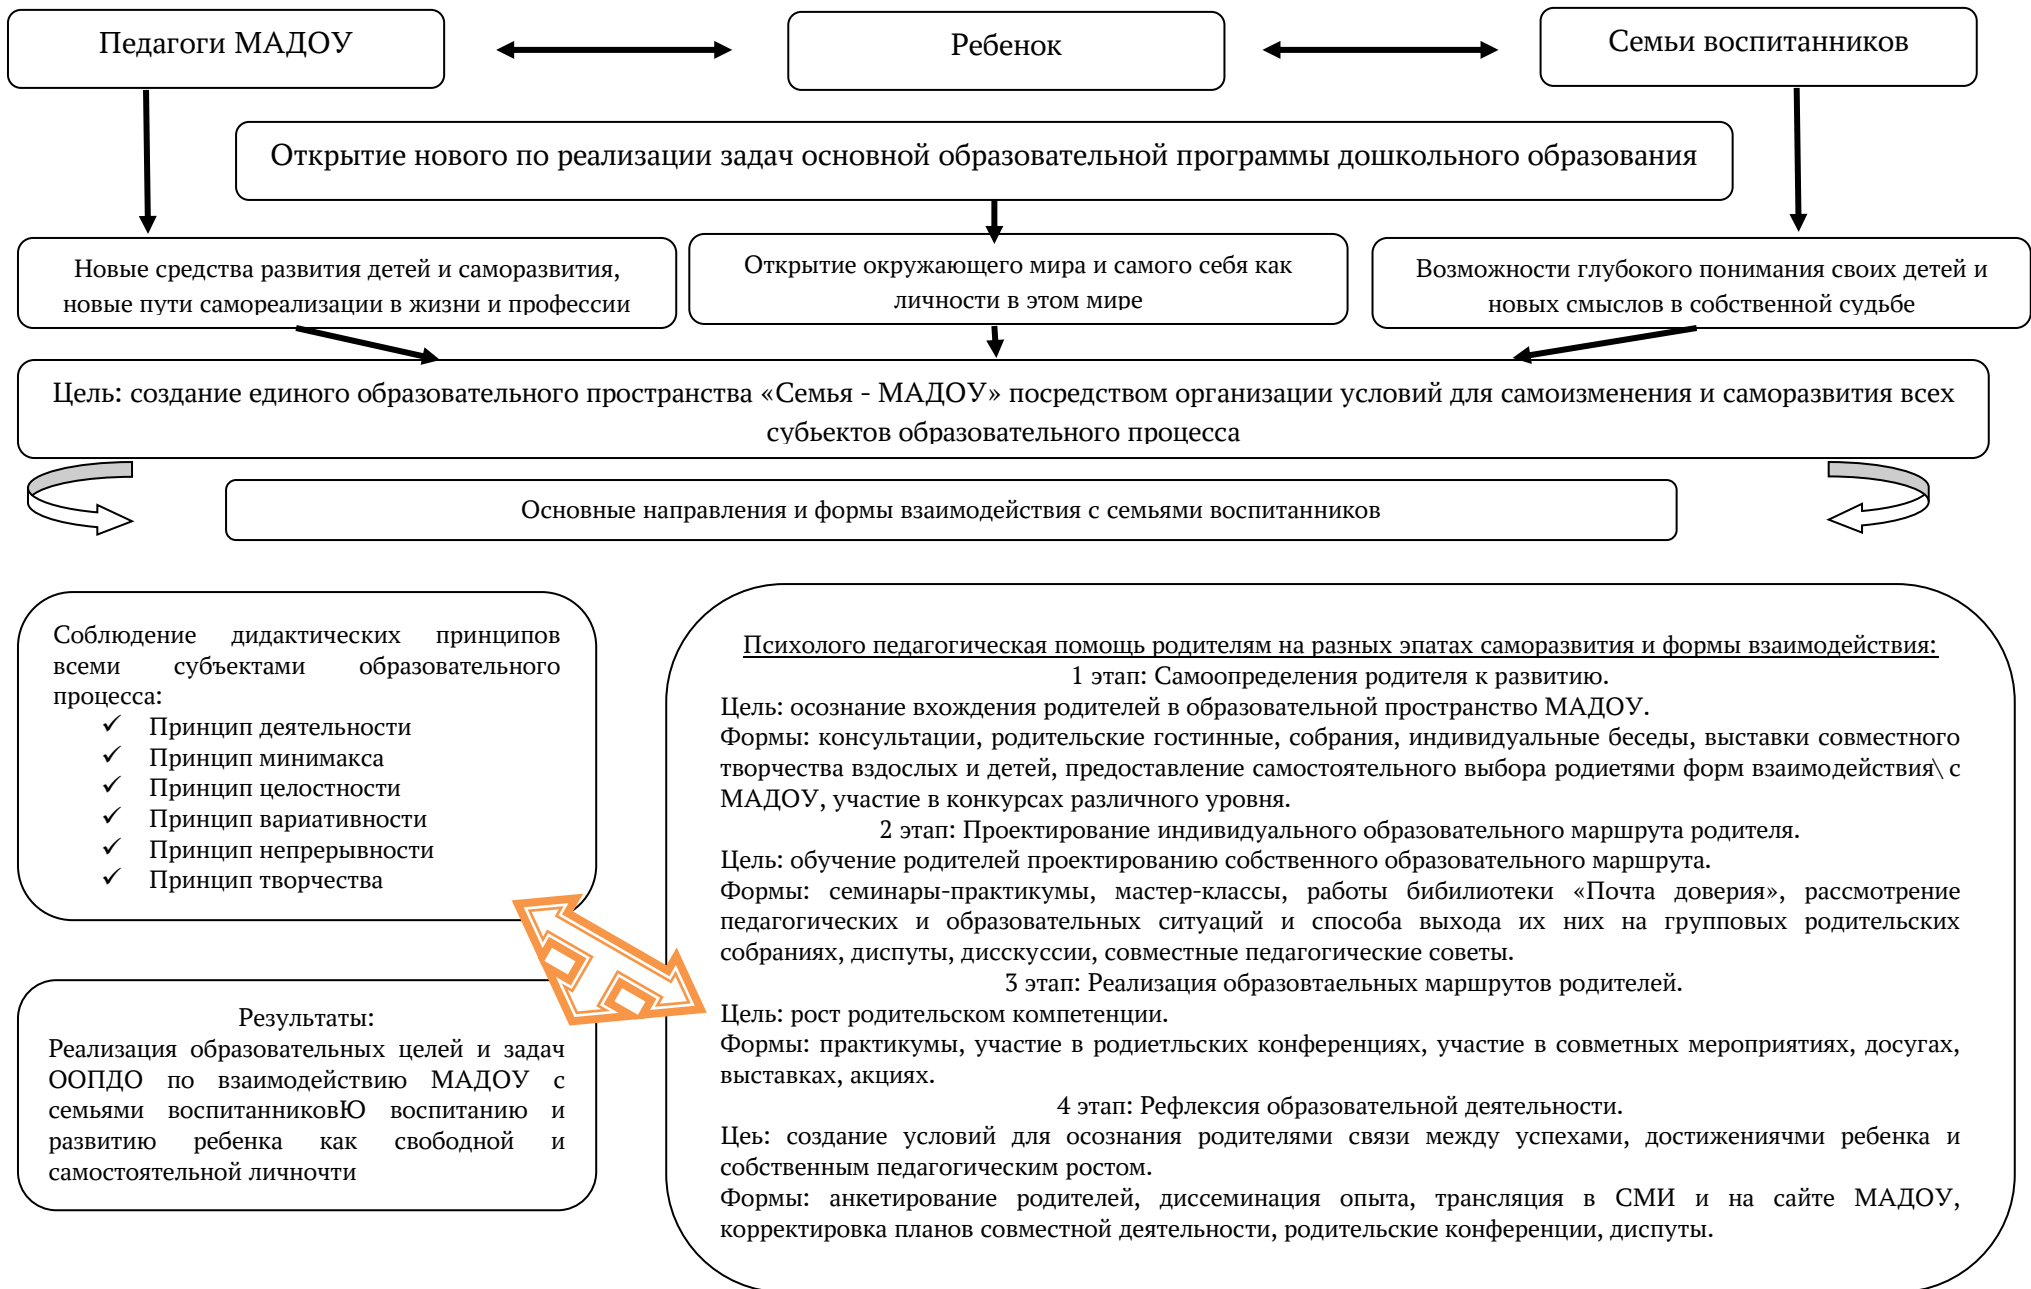 Педагоги МАДОУ
Ребенок
Семьи воспитанников
Открытие нового по реализации задач основной образовательной программы дошкольного образования
Новые средства развития детей и саморазвития,
новые пути самореализации в жизни и профессии
Открытие окружающего мира и самого себя как
личности в этом мире
Возможности глубокого понимания своих детей и
новых смыслов в собственной судьбе
Цель: создание единого образовательного пространства «Семья - МАДОУ» посредством организации условий для самоизменения и саморазвития всех
субъектов образовательного процесса
Основные направления и формы взаимодействия с семьями воспитанников
Соблюдение дидактических принципов
всеми субъектами образовательного
процесса:
✓ Принцип деятельности
✓ Принцип минимакса
✓ Принцип целостности
✓ Принцип вариативности
✓ Принцип непрерывности
✓ Принцип творчества
Результаты:
Реализация образовательных целей и задач
ООПДО по взаимодействию МАДОУ с
семьями воспитанниковЮ воспитанию и
развитию ребенка как свободной и
самостоятельной личночти
Психолого педагогическая помощь родителям на разных эпатах саморазвития и формы взаимодействия:
1 этап: Самоопределения родителя к развитию.
Цель: осознание вхождения родителей в образовательной пространство МАДОУ.
Формы: консультации, родительские гостинные, собрания, индивидуальные беседы, выставки совместного
творчества вздослых и детей, предоставление самостоятельного выбора родиетями форм взаимодействия\ с
МАДОУ, участие в конкурсах различного уровня.
2 этап: Проектирование индивидуального образовательного маршрута родителя.
Цель: обучение родителей проектированию собственного образовательного маршрута.
Формы: семинары-практикумы, мастер-классы, работы бибилиотеки «Почта доверия», рассмотрение
педагогических и образовательных ситуаций и способа выхода их них на групповых родительских
собраниях, диспуты, дисскуссии, совместные педагогические советы.
3 этап: Реализация образовтаельных маршрутов родителей.
Цель: рост родительском компетенции.
Формы: практикумы, участие в родиетльских конференциях, участие в совметных мероприятиях, досугах,
выставках, акциях.
4 этап: Рефлексия образовательной деятельности.
Цеь: создание условий для осознания родителями связи между успехами, достижениячми ребенка и
собственным педагогическим ростом.
Формы: анкетирование родителей, диссеминация опыта, трансляция в СМИ и на сайте МАДОУ,
корректировка планов совместной деятельности, родительские конференции, диспуты.